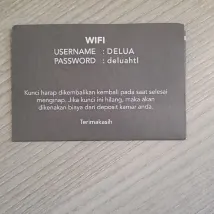 WIFI
USERNAME : DELUA
PASSWORD : deluahtl
Kunci harap dikembalikan kembali pada saat selesai
menginap. Jika kunci ini hilang, maka akan
dikenakan biaya dari deposit kamar anda.
Terimakasih